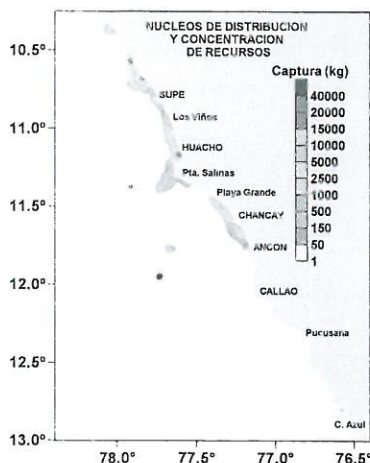 NUCLEOS DE DISTRIBUCION
Y CONCENTRACION
DE RECURSOS
Captura (kg)
40000
20000
15000
10000
5000
2500
1000
500
150
50
1
10.5°
11.0°
11.5°
12.0°
12.5°
13.0°
SUPE
Los Viños
HUACHO
Pta. Salinas
Playa Grande
CHANCAY
ANCON
CALLAO
Pucusana
C. Azul
78.0°
77.5°
77.0°
76.5°